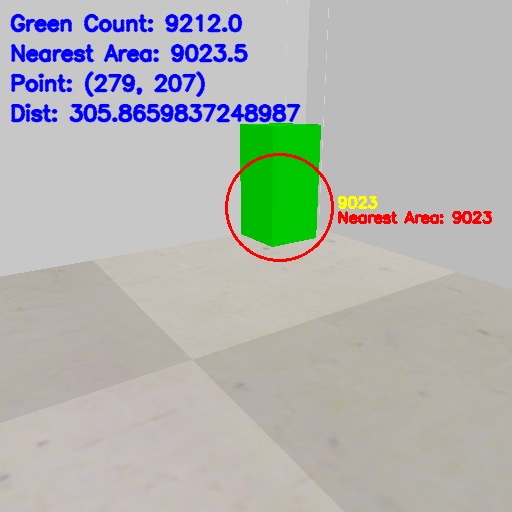 Green Count: 9212.0
Nearest Area: 9023.5
Point: (279, 207)
Dist: 305.8659837248987
9023
Nearest Area: 9023